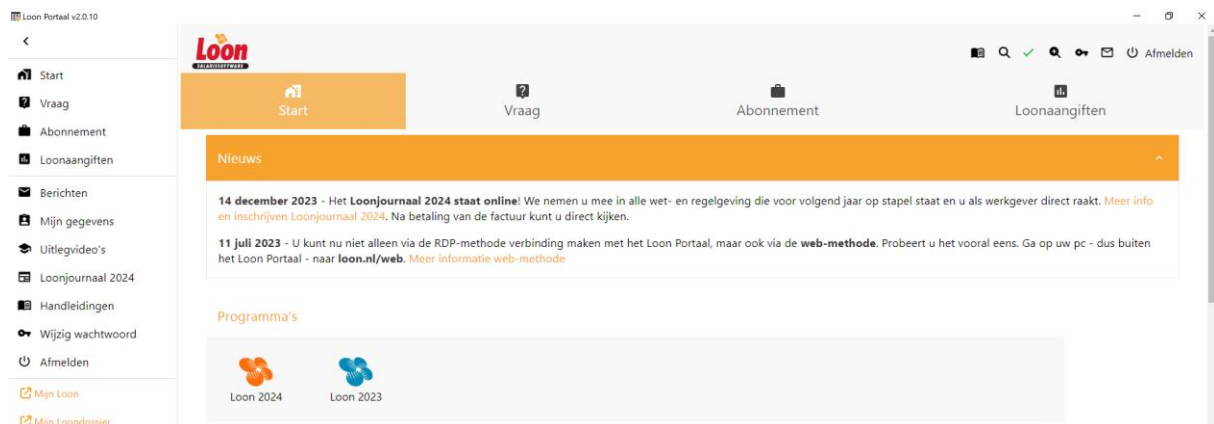 Loon Portaal v2.0.10
Loon
SALARISSOFTWARE
Afmelden
Start
Vraag
Abonnement
Loonaangiften
Berichten
Mijn gegevens
Uitlegvideo's
Loonjournaal 2024
Handleidingen
Wijzig wachtwoord
Afmelden
Mijn Loon
Mijn Loondossier
Start
Vraag
Abonnement
Loonaangiften
Nieuws
14 december 2023 - Het Loonjournaal 2024 staat online! We nemen u mee in alle wet- en regelgeving die voor volgend jaar op stapel staat en u als werkgever direct raakt. Meer info
en inschrijven Loonjournaal 2024. Na betaling van de factuur kunt u direct kijken.
11 juli 2023 - U kunt nu niet alleen via de RDP-methode verbinding maken met het Loon Portaal, maar ook via de web-methode. Probeert u het vooral eens. Ga op uw pc - dus buiten
het Loon Portaal - naar loon.nl/web. Meer informatie web-methode
Programma's
Loon 2024
Loon 2023